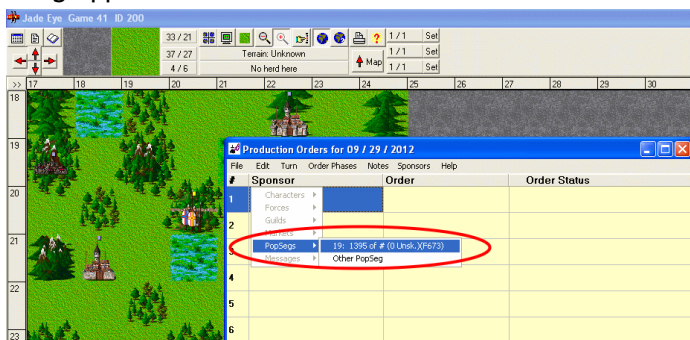 Jade Eye Game 41 ID 200
33 / 21
1 / 1 Set
37 / 27
Terrain: Unknown
Map
1 / 1 Set
4 / 6
No herd here
1 / 1 Set
>> 17 18 19 20 21 22 23 24 25 26 27 28 29 30
18
19
20
21
22
23
Production Orders for 09 / 29 / 2012
File Edit Turn Order Phases Notes Sponsors Help
# Sponsor Order Order Status
1
Characters
Forces
2
Guilds
Markets
3
PopSegs
19: 1395 of # (0 Unsk.)(F673)
Messages
Other PopSeg
4
5
6